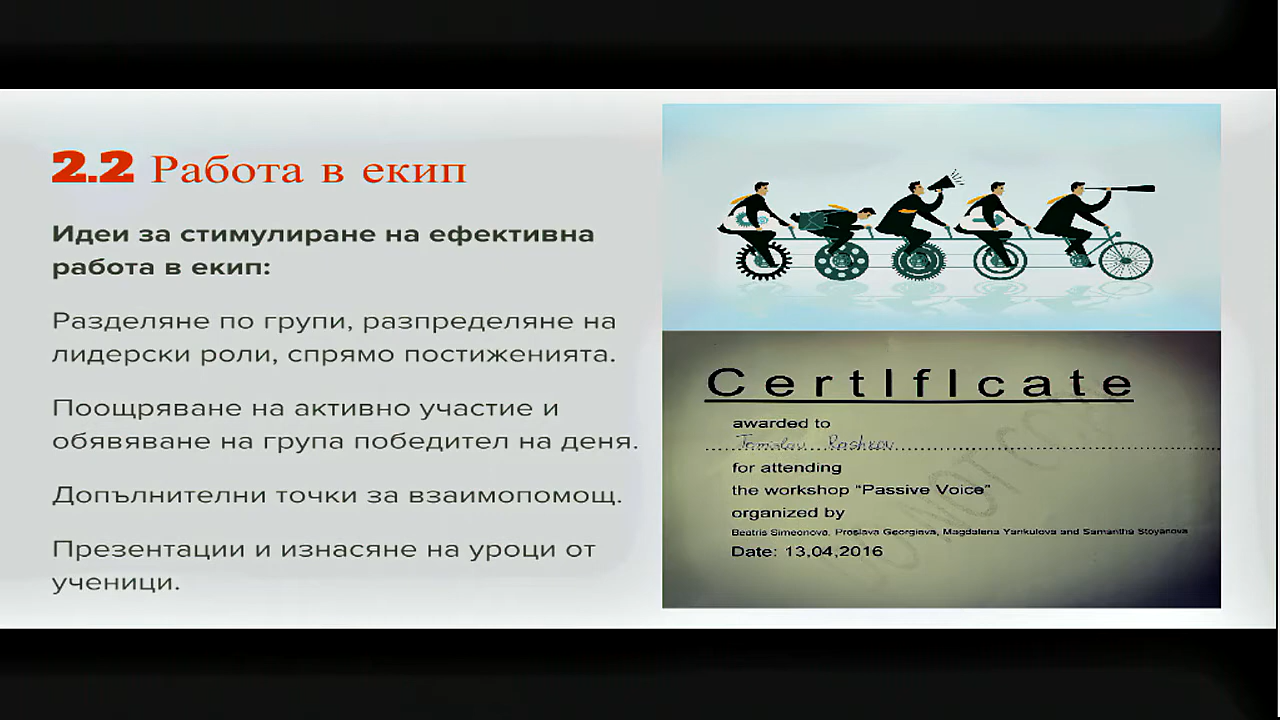 2.2 Работа в екип
Идеи за стимулиране на ефективна
работа в екип:
Разделяне по групи, разпределяне на
лидерски роли, спрямо постиженията.
Поощряване на активно участие и
обявяване на група победител на деня.
Допълнителни точки за взаимопомощ.
Презентации и изнасяне на уроци от
ученици.
CertIfIcate
awarded to
Rashkov
for attending
the workshop “Passive Voice”
organized by
Beatris Simeonova, Preslava Georgieva, Magdalena Yankulova and Samantha Stoyanova
Date: 13,04,2016